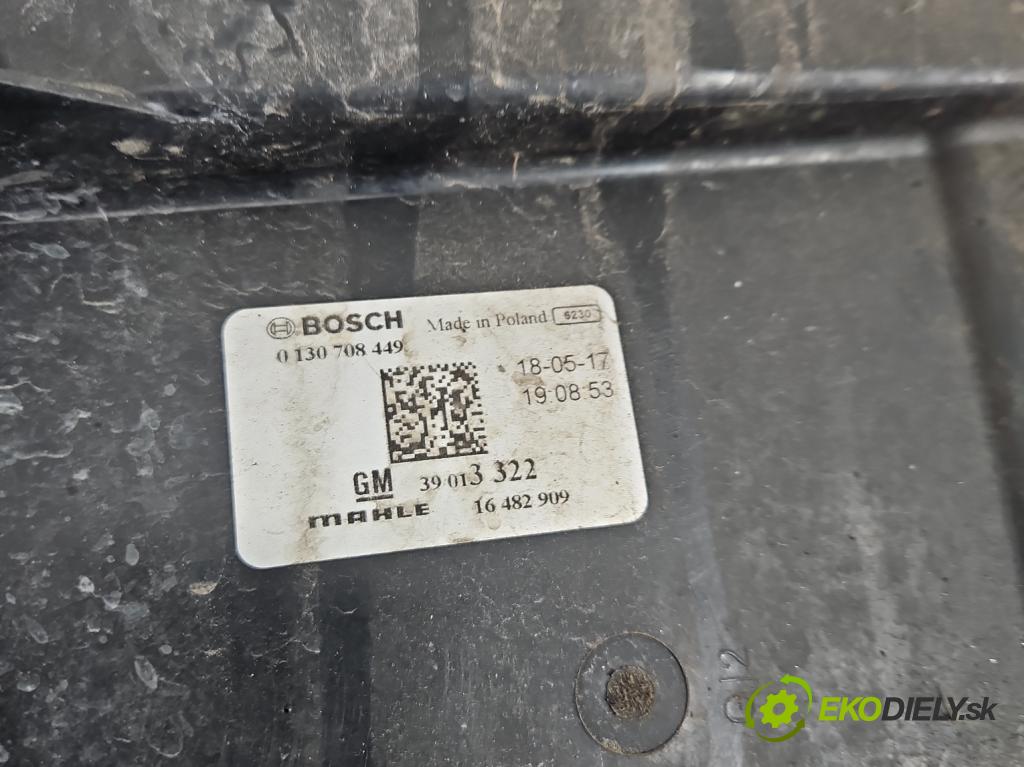 BOSCH Made in Poland 6230
0 130 708 449
18-05-17
19:08:53
GM 39 013 322
MAHLE 16 482 909
EKODIELY.sk